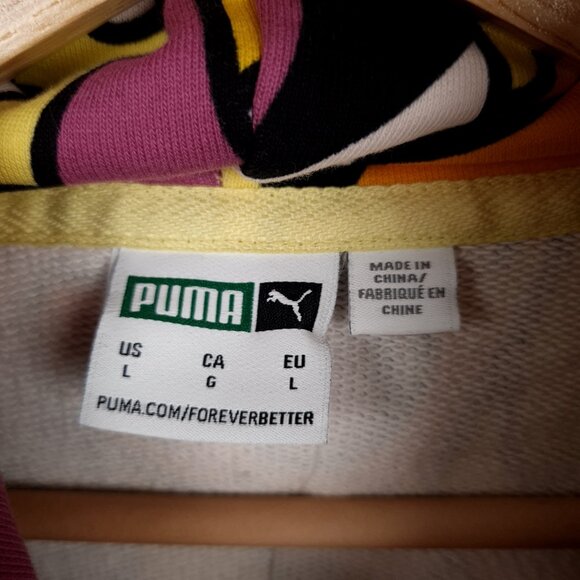 PUMA
US CA EU
L G L
PUMA.COM/FOREVERBETTER
MADE IN
CHINA/
FABRIQUÉ EN
CHINE